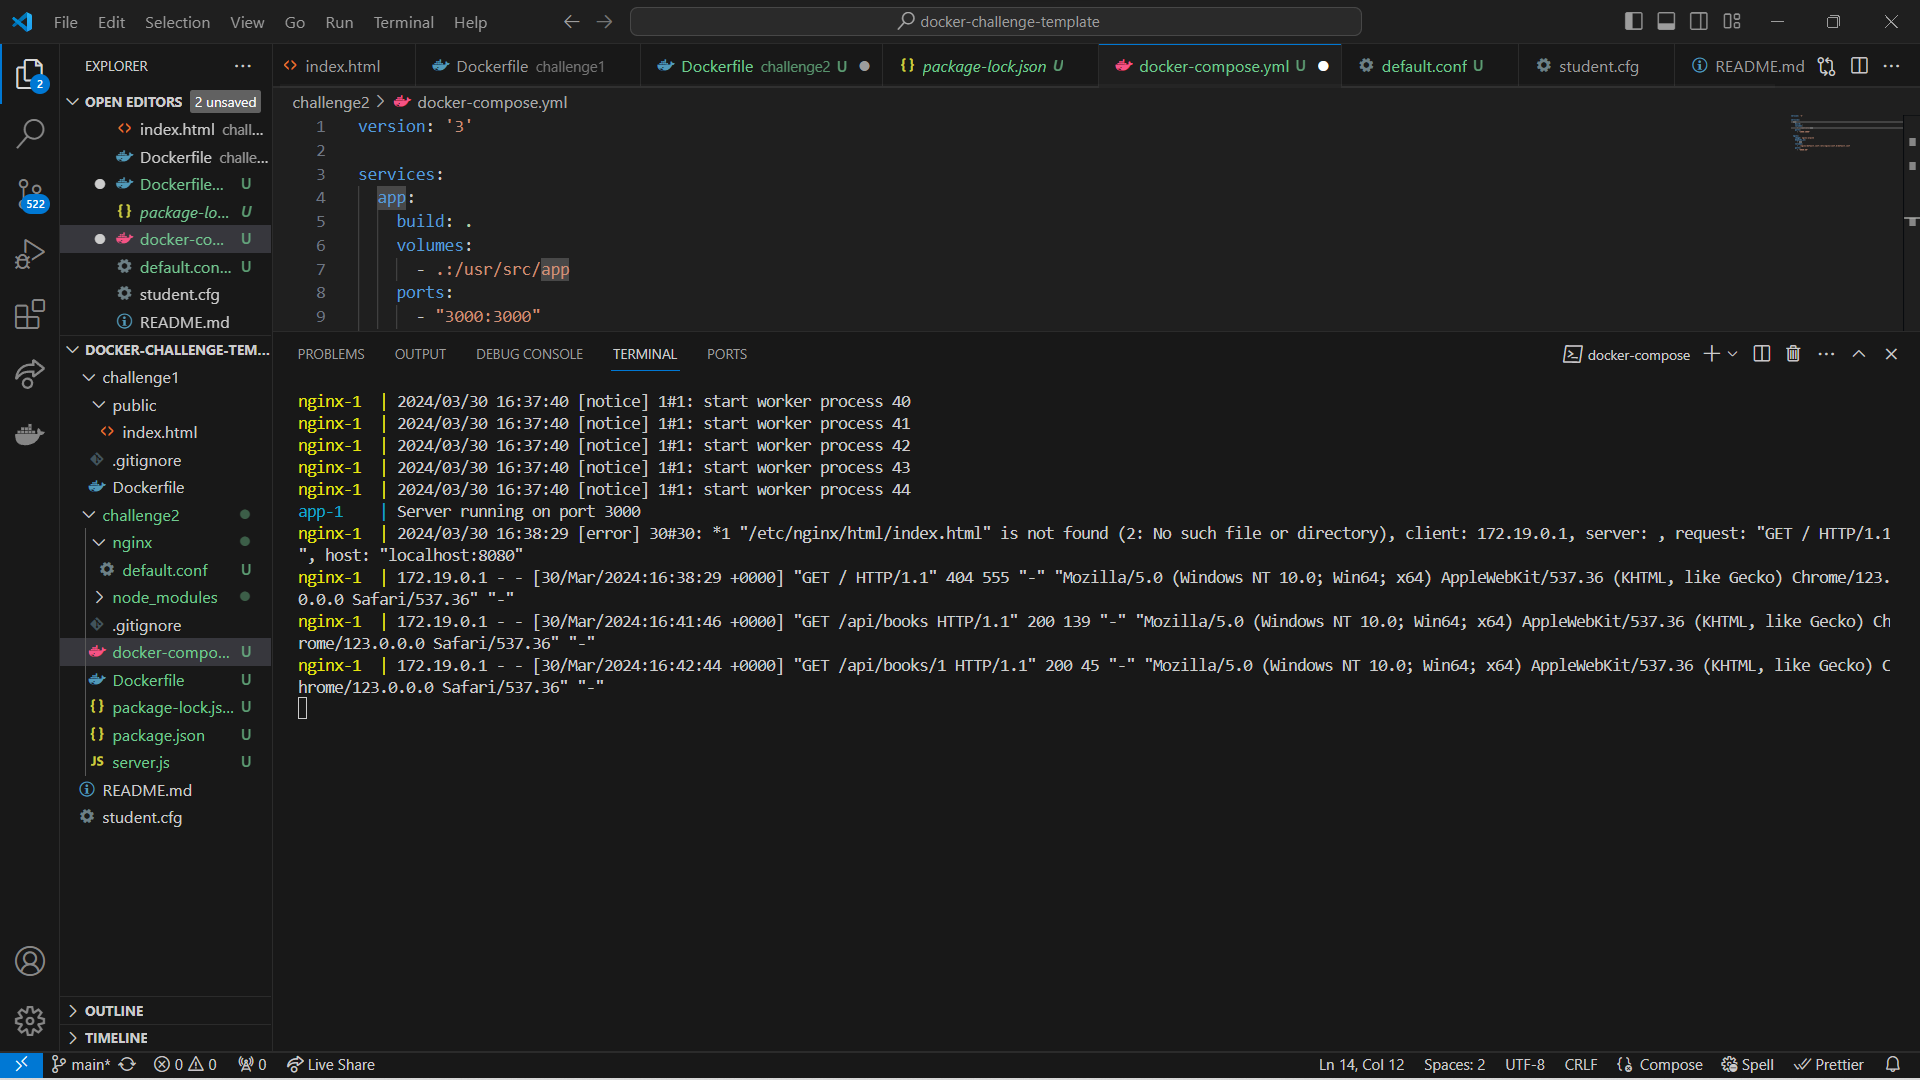 File Edit Selection View Go Run Terminal Help
docker-challenge-template
2
522
EXPLORER
OPEN EDITORS 2 unsaved
index.html chall...
Dockerfile challe...
Dockerfile... U
package-lo... U
docker-co... U
default.con... U
student.cfg
README.md
DOCKER-CHALLENGE-TEM...
challenge1
public
index.html
.gitignore
Dockerfile
challenge2
nginx
default.conf U
node_modules
.gitignore
docker-compo... U
Dockerfile U
package-lock.js... U
package.json U
JS server.js U
README.md
student.cfg
OUTLINE
TIMELINE
index.html Dockerfile challenge1 Dockerfile challenge2 U package-lock.json U docker-compose.yml U default.conf U student.cfg README.md
challenge2 > docker-compose.yml
1 version: '3'
2
3 services:
4 app:
5 build: .
6 volumes:
7 - .:/usr/src/app
8 ports:
9 - "3000:3000"
PROBLEMS OUTPUT DEBUG CONSOLE TERMINAL PORTS
docker-compose
nginx-1 | 2024/03/30 16:37:40 [notice] 1#1: start worker process 40
nginx-1 | 2024/03/30 16:37:40 [notice] 1#1: start worker process 41
nginx-1 | 2024/03/30 16:37:40 [notice] 1#1: start worker process 42
nginx-1 | 2024/03/30 16:37:40 [notice] 1#1: start worker process 43
nginx-1 | 2024/03/30 16:37:40 [notice] 1#1: start worker process 44
app-1 | Server running on port 3000
nginx-1 | 2024/03/30 16:38:29 [error] 30#30: *1 "/etc/nginx/html/index.html" is not found (2: No such file or directory), client: 172.19.0.1, server: , request: "GET / HTTP/1.1
", host: "localhost:8080"
nginx-1 | 172.19.0.1 - - [30/Mar/2024:16:38:29 +0000] "GET / HTTP/1.1" 404 555 "-" "Mozilla/5.0 (Windows NT 10.0; Win64; x64) AppleWebKit/537.36 (KHTML, like Gecko) Chrome/123.
0.0.0 Safari/537.36" "-"
nginx-1 | 172.19.0.1 - - [30/Mar/2024:16:41:46 +0000] "GET /api/books HTTP/1.1" 200 139 "-" "Mozilla/5.0 (Windows NT 10.0; Win64; x64) AppleWebKit/537.36 (KHTML, like Gecko) Ch
rome/123.0.0.0 Safari/537.36" "-"
nginx-1 | 172.19.0.1 - - [30/Mar/2024:16:42:44 +0000] "GET /api/books/1 HTTP/1.1" 200 45 "-" "Mozilla/5.0 (Windows NT 10.0; Win64; x64) AppleWebKit/537.36 (KHTML, like Gecko) C
hrome/123.0.0.0 Safari/537.36" "-"
main* 0 0 0 Live Share
Ln 14, Col 12 Spaces: 2 UTF-8 CRLF Compose Spell Prettier